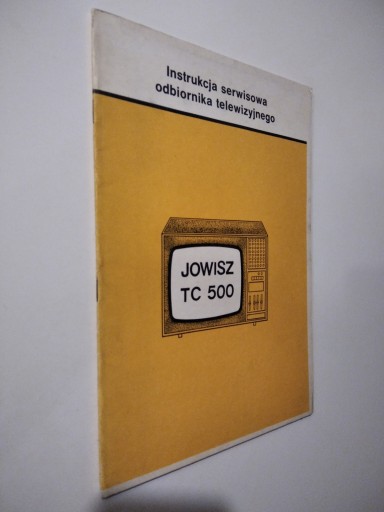 Instrukcja serwisowa
odbiornika telewizyjnego
JOWISZ
TC 500